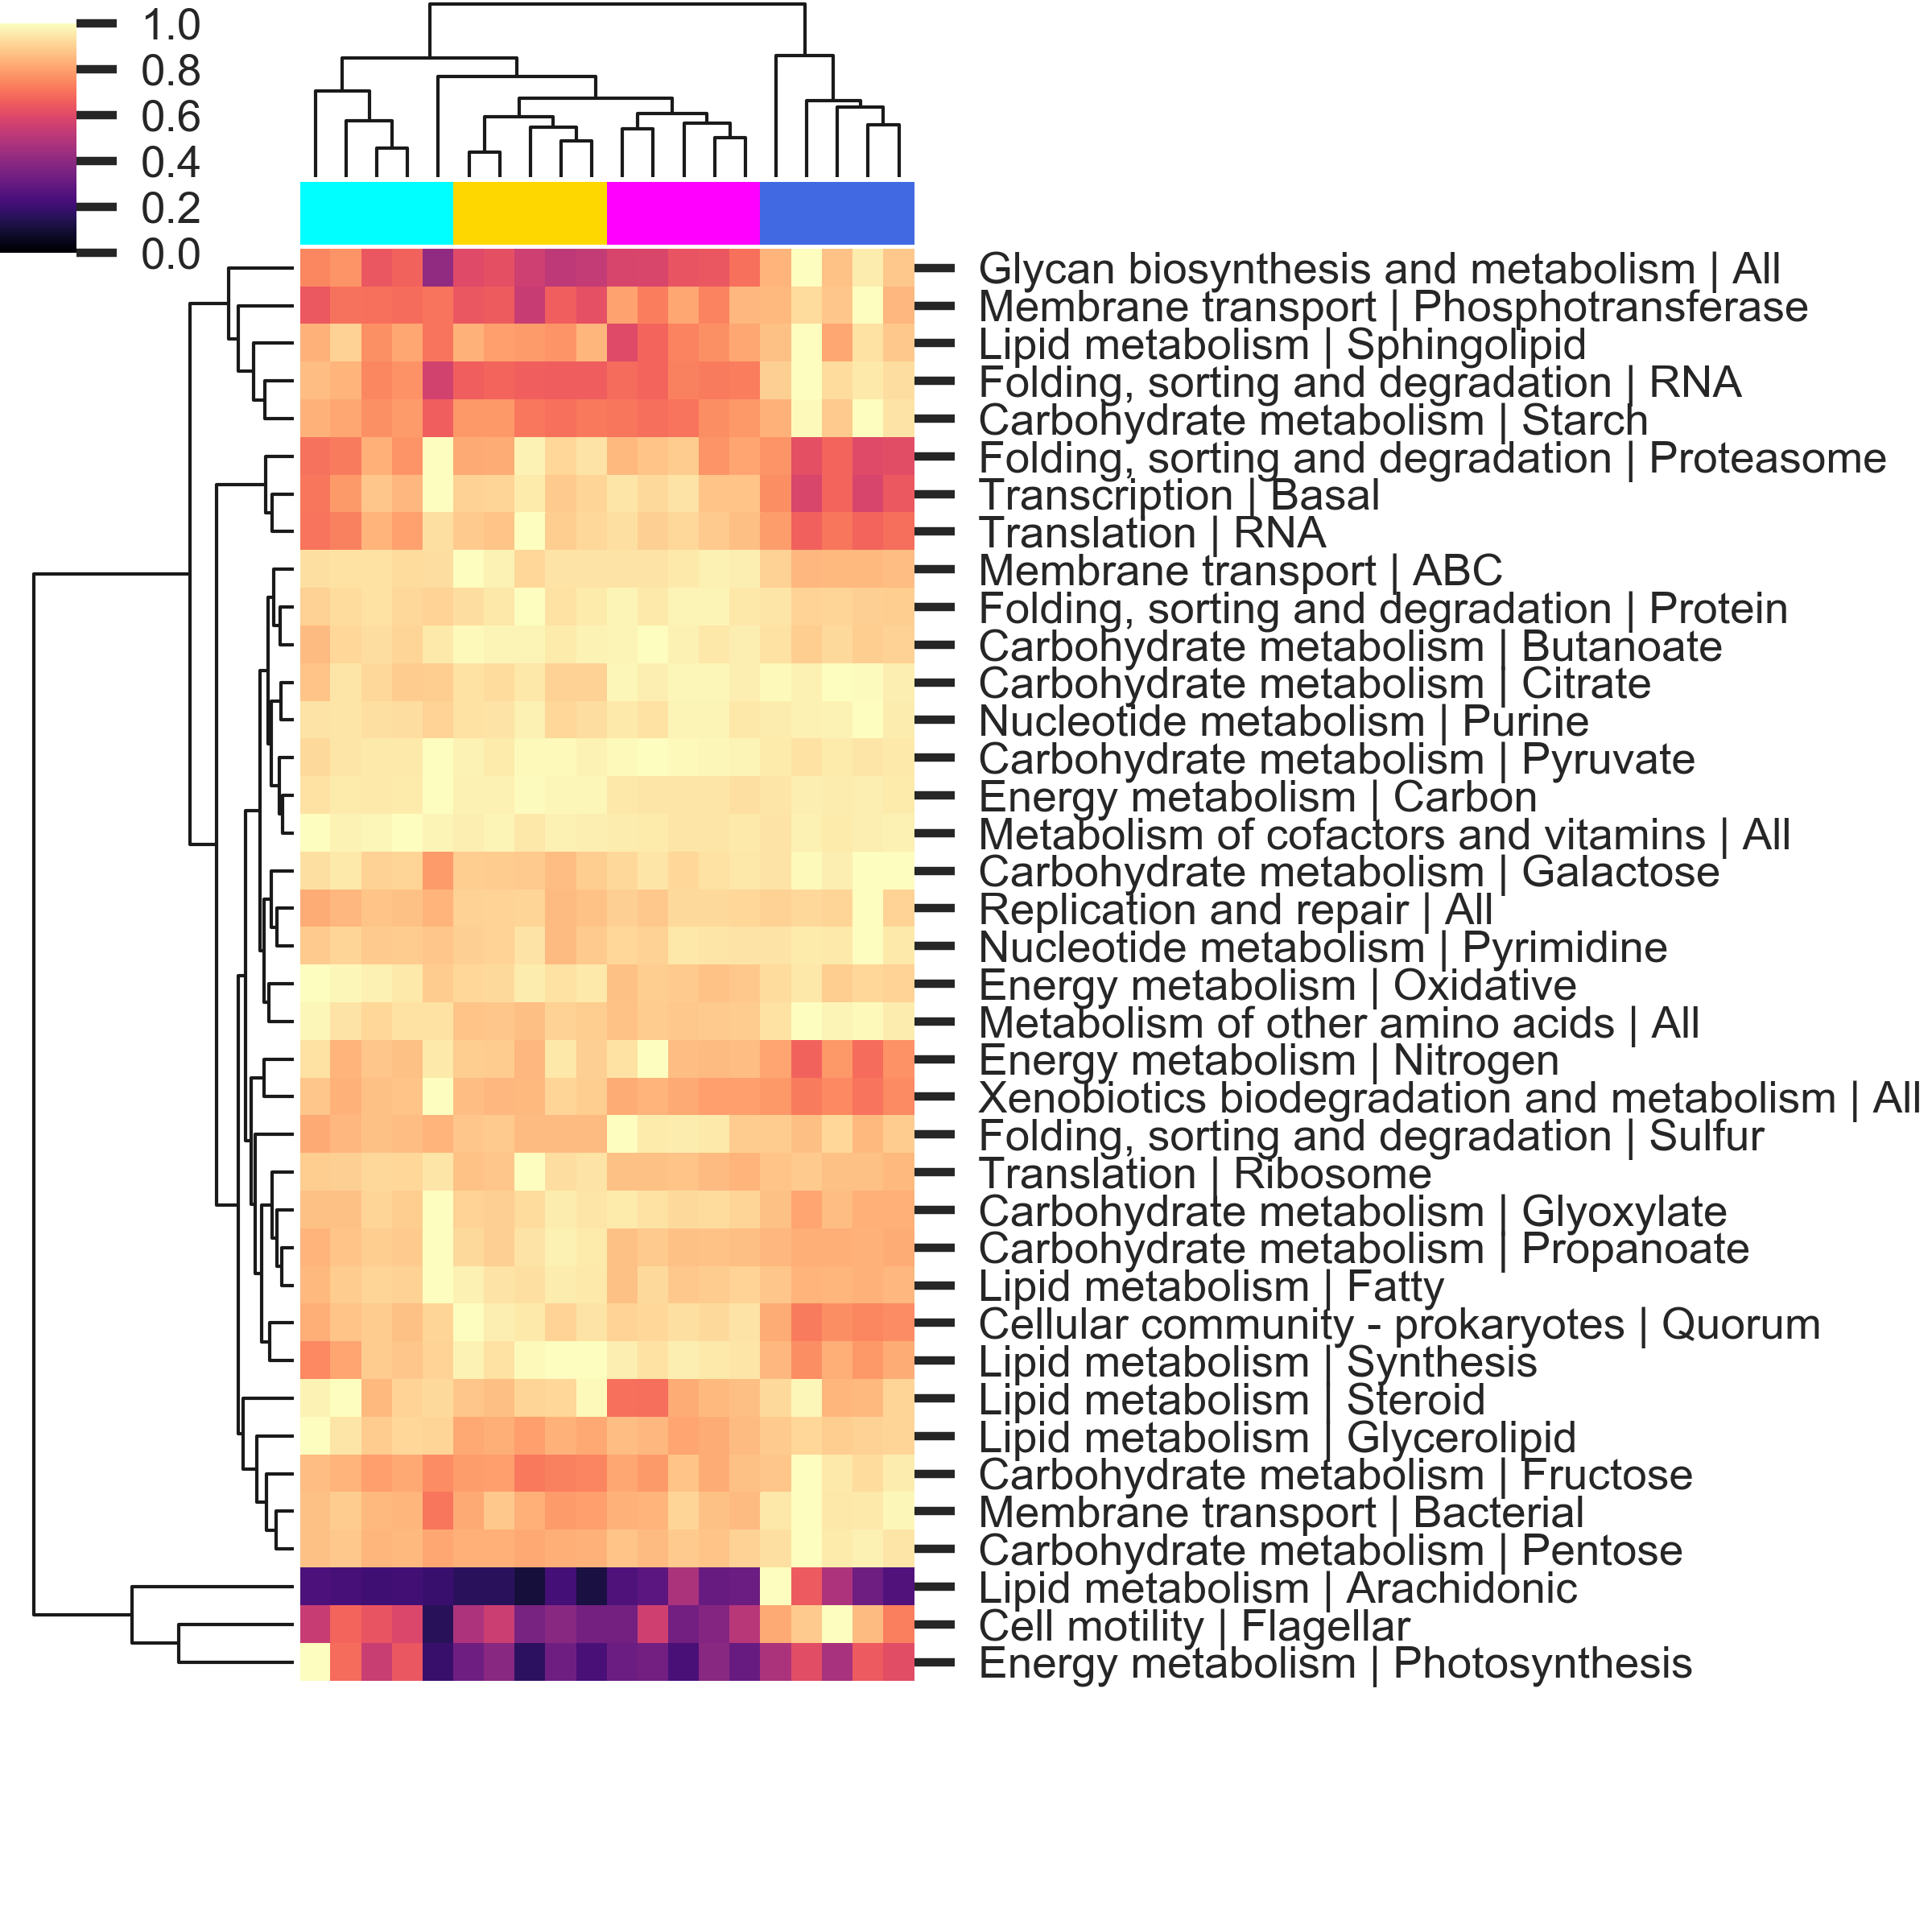 1.0
0.8
0.6
0.4
0.2
0.0
Glycan biosynthesis and metabolism | All
Membrane transport | Phosphotransferase
Lipid metabolism | Sphingolipid
Folding, sorting and degradation | RNA
Carbohydrate metabolism | Starch
Folding, sorting and degradation | Proteasome
Transcription | Basal
Translation | RNA
Membrane transport | ABC
Folding, sorting and degradation | Protein
Carbohydrate metabolism | Butanoate
Carbohydrate metabolism | Citrate
Nucleotide metabolism | Purine
Carbohydrate metabolism | Pyruvate
Energy metabolism | Carbon
Metabolism of cofactors and vitamins | All
Carbohydrate metabolism | Galactose
Replication and repair | All
Nucleotide metabolism | Pyrimidine
Energy metabolism | Oxidative
Metabolism of other amino acids | All
Energy metabolism | Nitrogen
Xenobiotics biodegradation and metabolism | All
Folding, sorting and degradation | Sulfur
Translation | Ribosome
Carbohydrate metabolism | Glyoxylate
Carbohydrate metabolism | Propanoate
Lipid metabolism | Fatty
Cellular community - prokaryotes | Quorum
Lipid metabolism | Synthesis
Lipid metabolism | Steroid
Lipid metabolism | Glycerolipid
Carbohydrate metabolism | Fructose
Membrane transport | Bacterial
Carbohydrate metabolism | Pentose
Lipid metabolism | Arachidonic
Cell motility | Flagellar
Energy metabolism | Photosynthesis